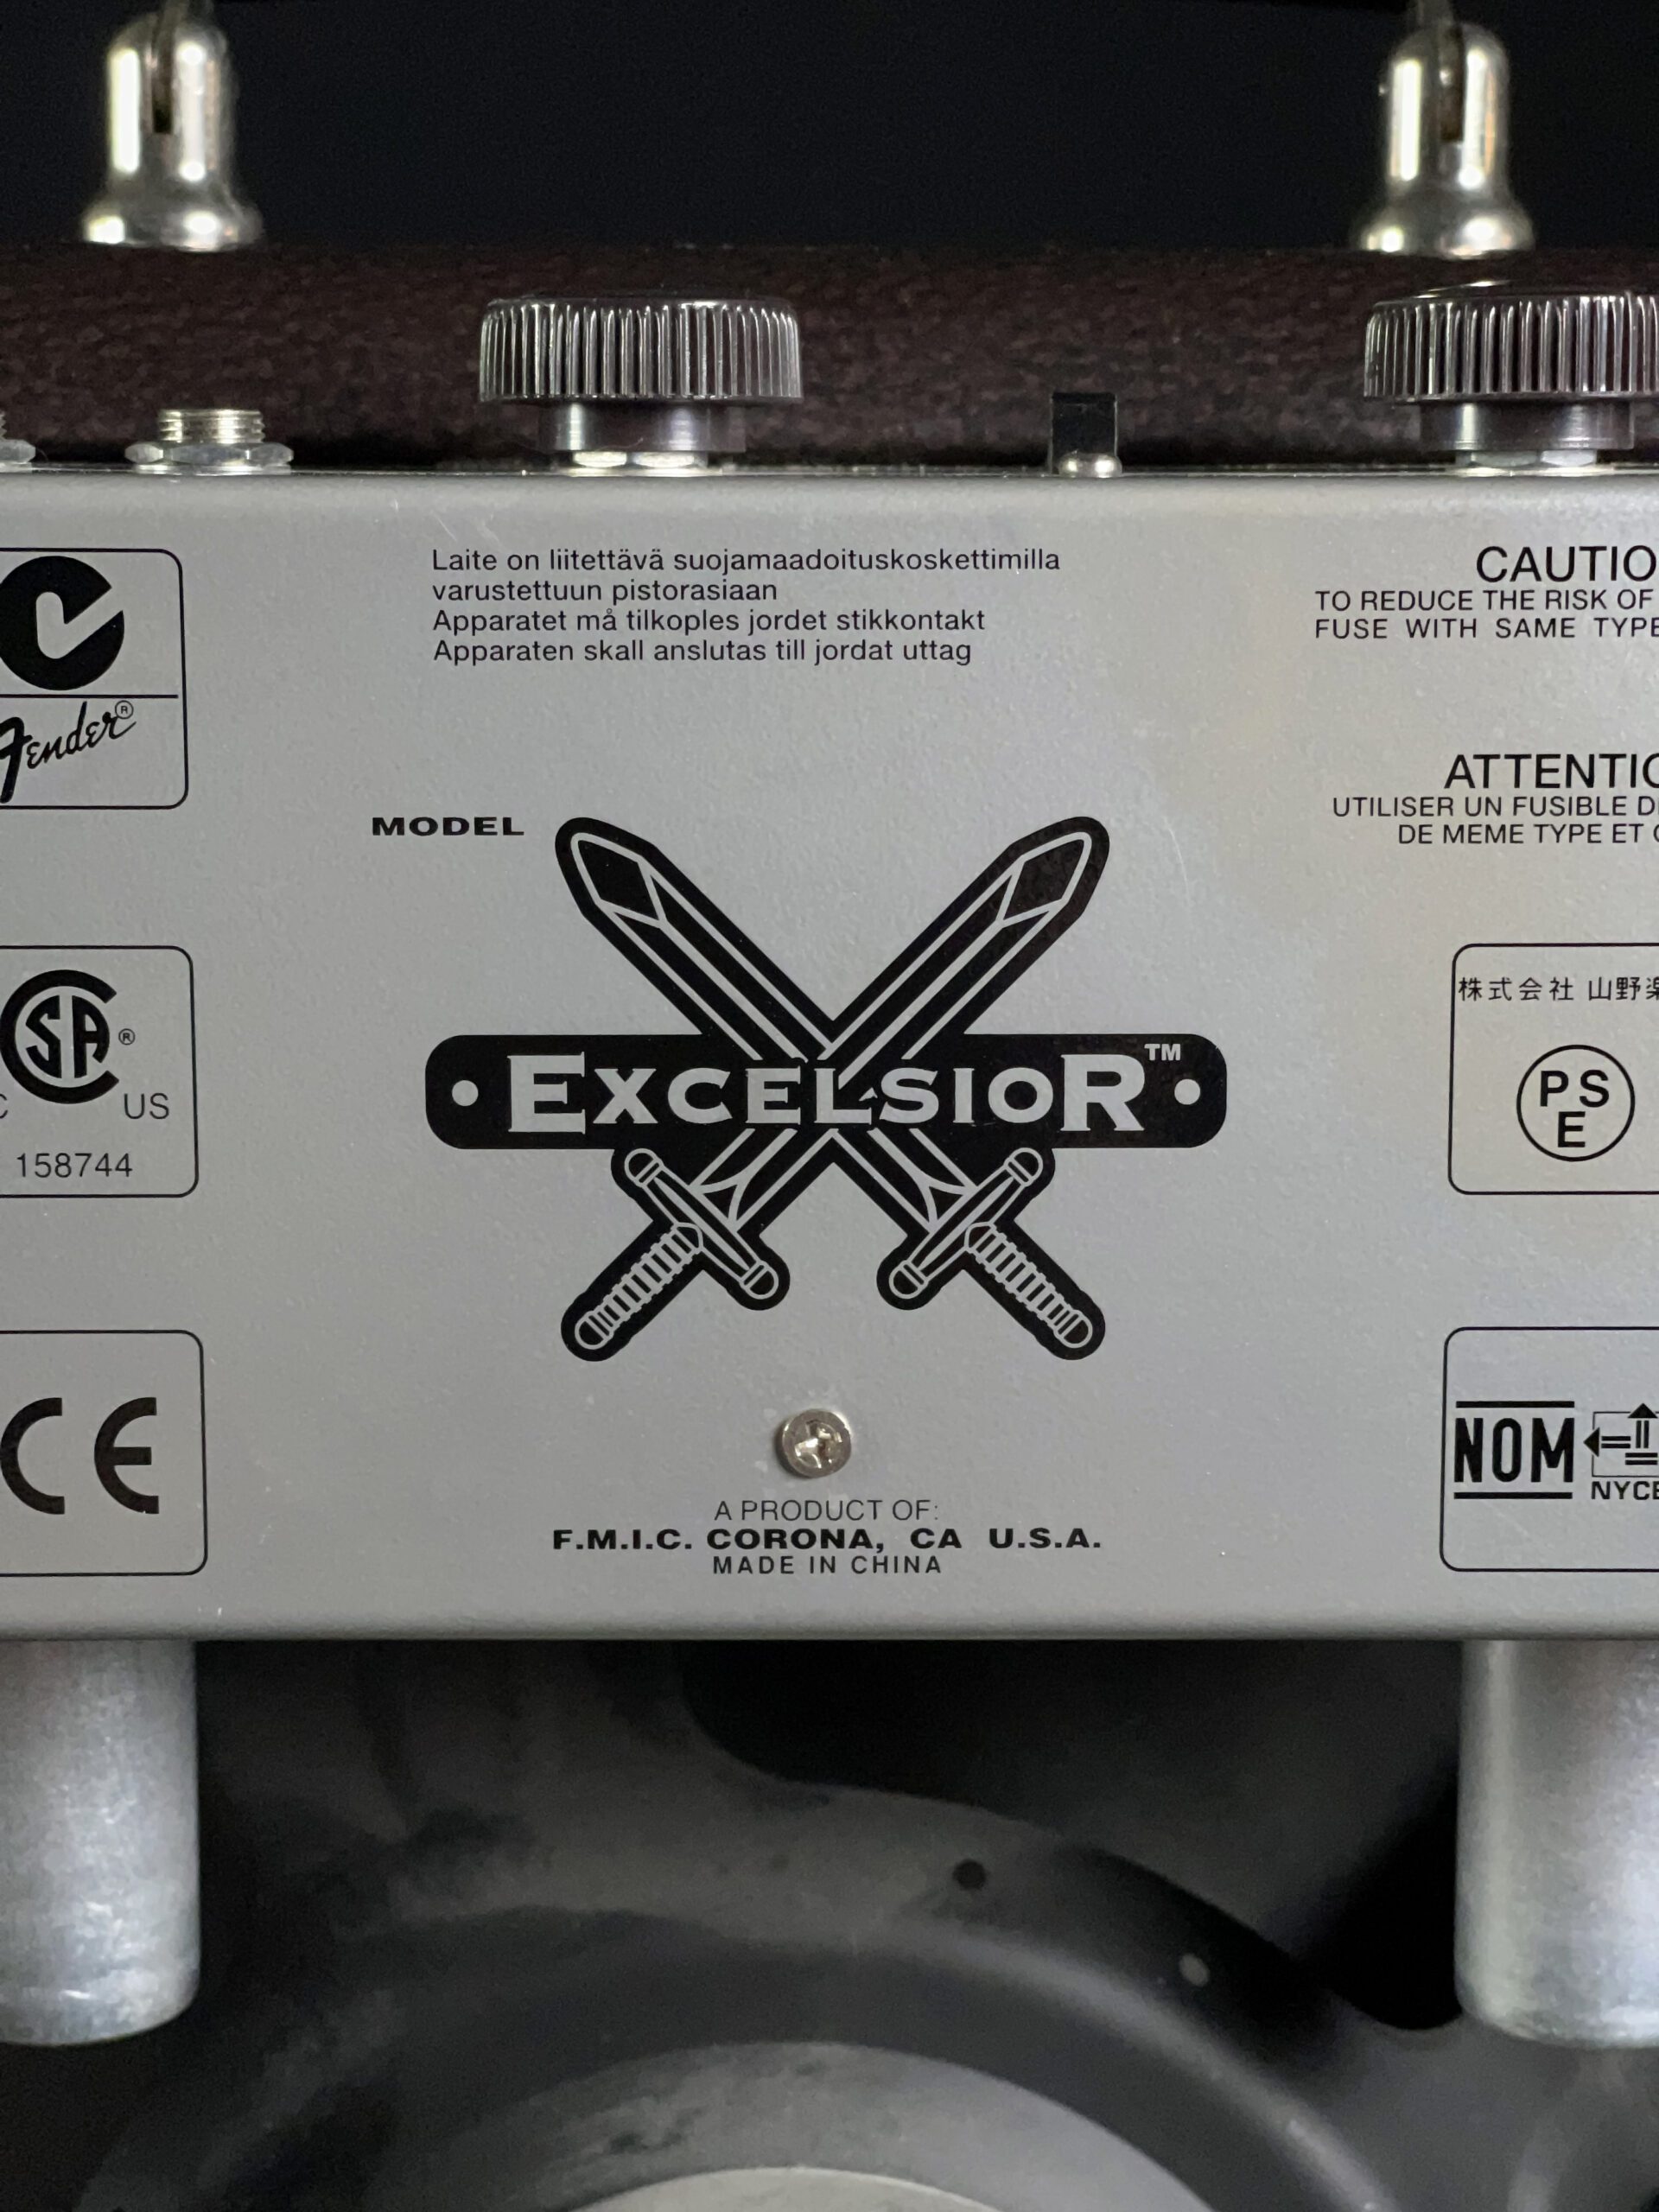 Fender®
Laite on liitettävä suojamaadoituskoskettimilla
varustettuun pistorasiaan
Apparatet må tilkoples jordet stikkontakt
Apparaten skall anslutas till jordat uttag
CAUTIO
TO REDUCE THE RISK OF
FUSE WITH SAME TYPE
ATTENTIO
UTILISER UN FUSIBLE D
DE MEME TYPE ET
MODEL
EXCELSIOR™
SA®
C US
158744
株式会社 山野
PS
E
CE
NOM
NYCE
A PRODUCT OF:
F.M.I.C. CORONA, CA U.S.A.
MADE IN CHINA